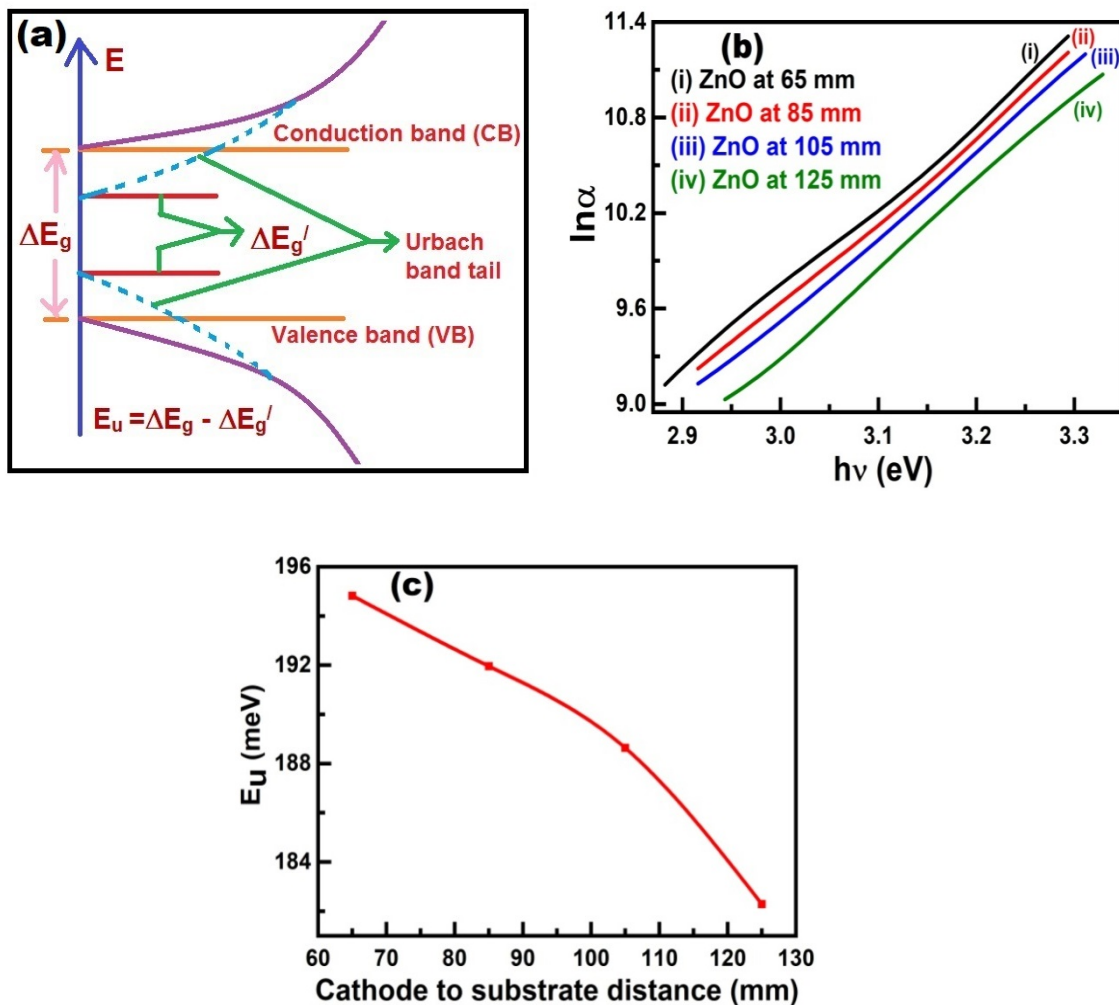 (a)
E
Conduction band (CB)
ΔEg
ΔEg/
Urbach
band tail
Valence band (VB)
Eu =ΔEg - ΔEg/
(b)
(i) ZnO at 65 mm
(ii) ZnO at 85 mm
(iii) ZnO at 105 mm
(iv) ZnO at 125 mm
(i)
(ii)
(iii)
(iv)
11.4
10.8
10.2
9.6
9.0
lnα
2.9 3.0 3.1 3.2 3.3
hν (eV)
(c)
196
192
188
184
Eu (meV)
60 70 80 90 100 110 120 130
Cathode to substrate distance (mm)